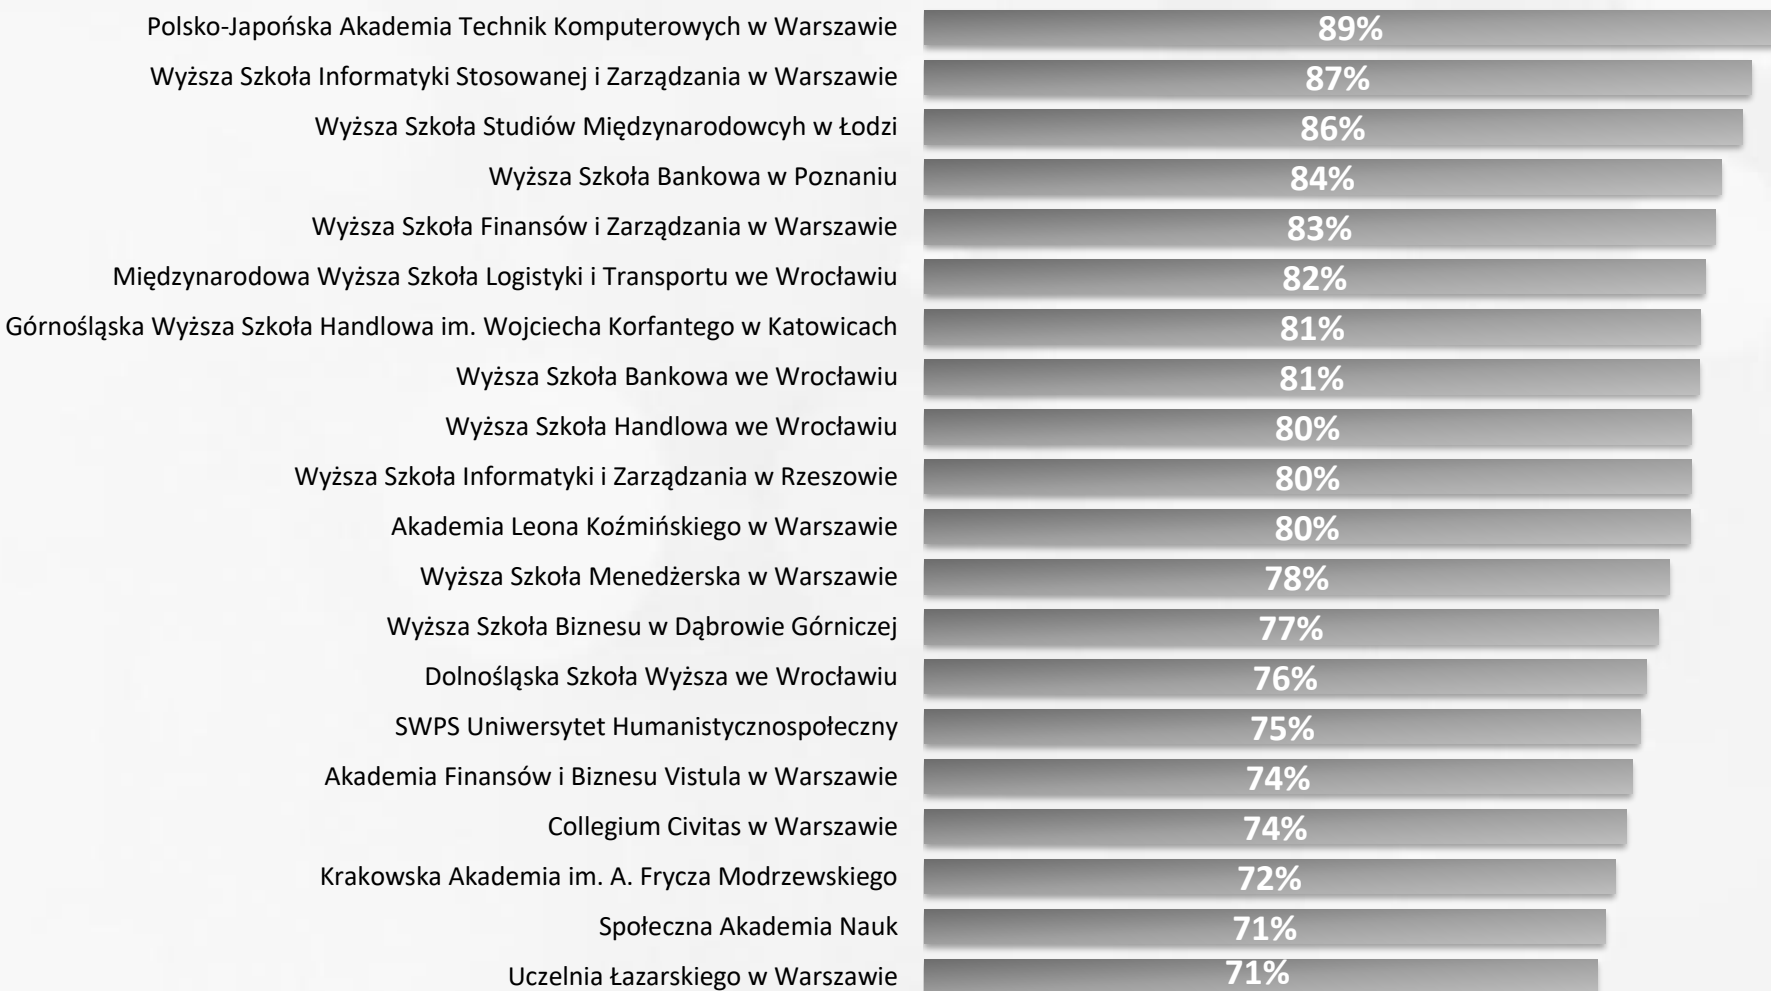 Polsko-Japońska Akademia Technik Komputerowych w Warszawie 89%
Wyższa Szkoła Informatyki Stosowanej i Zarządzania w Warszawie 87%
Wyższa Szkoła Studiów Międzynarodowcyh w Łodzi 86%
Wyższa Szkoła Bankowa w Poznaniu 84%
Wyższa Szkoła Finansów i Zarządzania w Warszawie 83%
Międzynarodowa Wyższa Szkoła Logistyki i Transportu we Wrocławiu 82%
Górnośląska Wyższa Szkoła Handlowa im. Wojciecha Korfantego w Katowicach 81%
Wyższa Szkoła Bankowa we Wrocławiu 81%
Wyższa Szkoła Handlowa we Wrocławiu 80%
Wyższa Szkoła Informatyki i Zarządzania w Rzeszowie 80%
Akademia Leona Koźmińskiego w Warszawie 80%
Wyższa Szkoła Menedżerska w Warszawie 78%
Wyższa Szkoła Biznesu w Dąbrowie Górniczej 77%
Dolnośląska Szkoła Wyższa we Wrocławiu 76%
SWPS Uniwersytet Humanistycznospołeczny 75%
Akademia Finansów i Biznesu Vistula w Warszawie 74%
Collegium Civitas w Warszawie 74%
Krakowska Akademia im. A. Frycza Modrzewskiego 72%
Społeczna Akademia Nauk 71%
Uczelnia Łazarskiego w Warszawie 71%